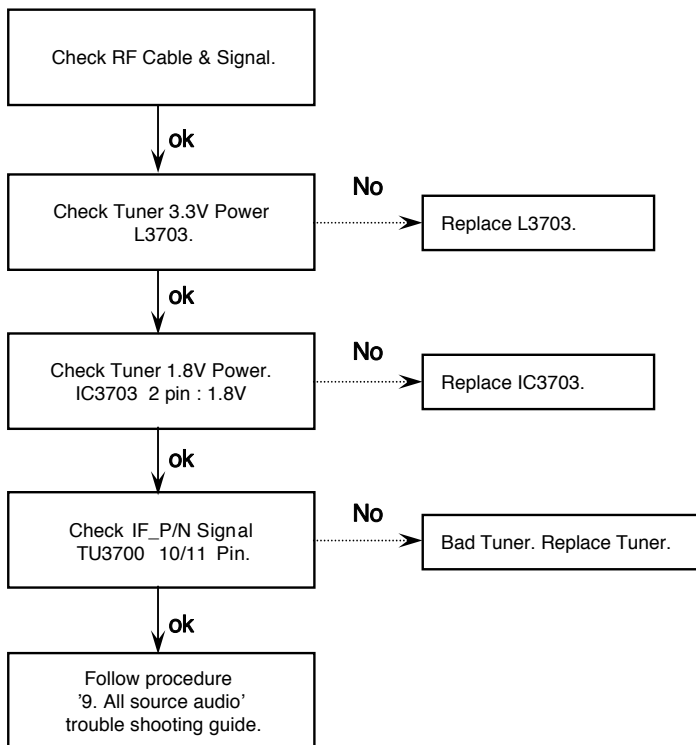 Check RF Cable & Signal.
ok
Check Tuner 3.3V Power
L3703.
No
Replace L3703.
ok
Check Tuner 1.8V Power.
IC3703 2 pin : 1.8V
No
Replace IC3703.
ok
Check IF_P/N Signal
TU3700 10/11 Pin.
No
Bad Tuner. Replace Tuner.
ok
Follow procedure
'9. All source audio'
trouble shooting guide.